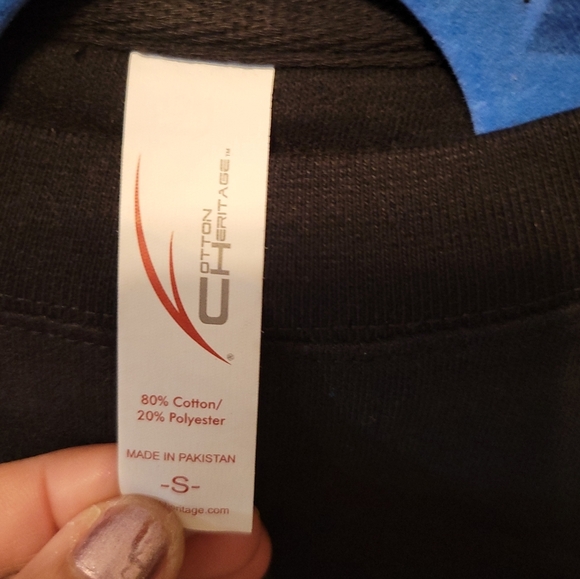 COTTON
HERITAGE™
®
80% Cotton/
20% Polyester
MADE IN PAKISTAN
-S-